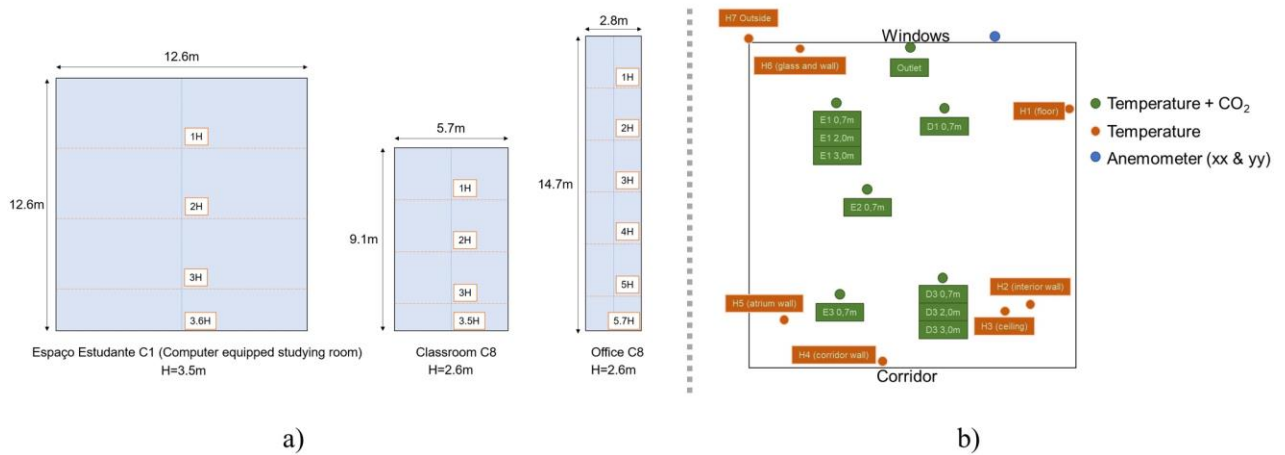 12.6m
12.6m
1H
2H
3H
3.6H
Espaço Estudante C1 (Computer equipped studying room)
H=3.5m
5.7m
9.1m
1H
2H
3H
3.5H
Classroom C8
H=2.6m
2.8m
14.7m
1H
2H
3H
4H
5H
5.7H
Office C8
H=2.6m
a)
H7 Outside
Windows
H6 (glass and wall)
Outlet
E1 0,7m
E1 2,0m
E1 3,0m
D1 0,7m
H1 (floor)
E2 0,7m
H5 (atrium wall)
E3 0,7m
D3 0,7m
D3 2,0m
D3 3,0m
H2 (interior wall)
H3 (ceiling)
H4 (corridor wall)
Corridor
Temperature + CO₂
Temperature
Anemometer (xx & yy)
b)